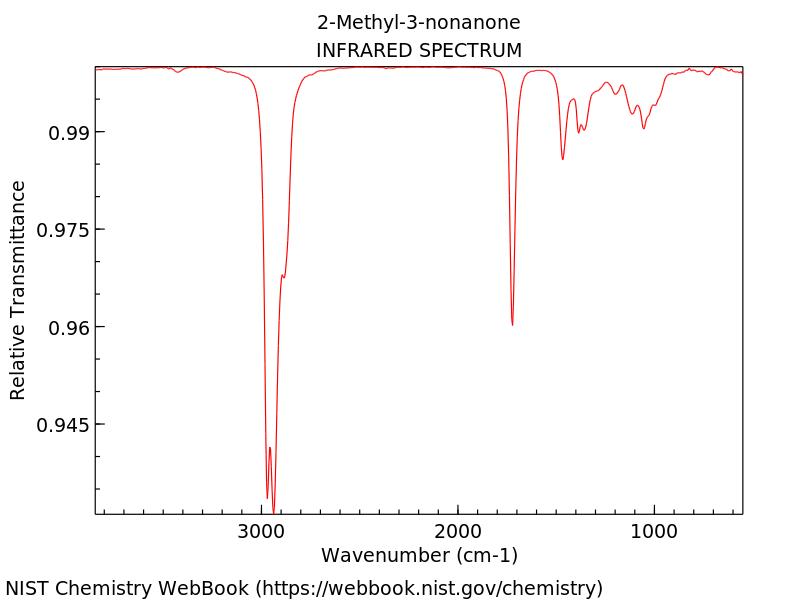 2-Methyl-3-nonanone
INFRARED SPECTRUM
0.99
0.975
0.96
0.945
Relative Transmittance
3000 2000 1000
Wavenumber (cm-1)
NIST Chemistry WebBook (https://webbook.nist.gov/chemistry)